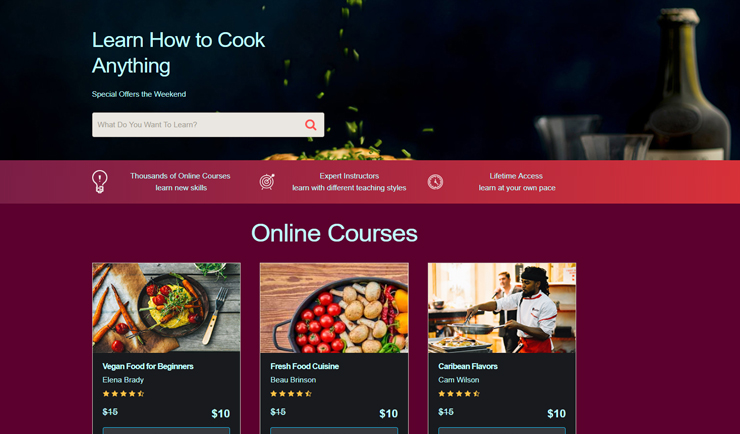 Learn How to Cook
Anything
Special Offers the Weekend
What Do You Want To Learn?
Thousands of Online Courses
learn new skills
Expert Instructors
learn with different teaching styles
Lifetime Access
learn at your own pace
Online Courses
Vegan Food for Beginners
Elena Brady
$15
$10
Fresh Food Cuisine
Beau Brinson
$15
$10
Caribean Flavors
Cam Wilson
$15
$10